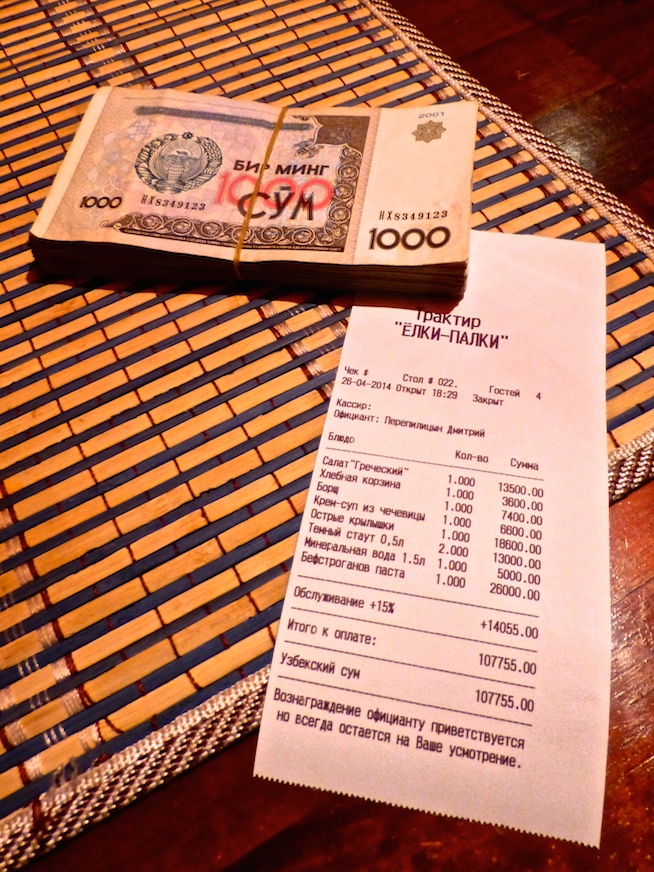 2001
БИР МИНГ
1000
СЎМ
1000
НХ8349123
НХ8349123
1000
Трактир
"ЁЛКИ-ПАЛКИ"
Чек # Стол # 022. Гостей 4
26-04-2014 Открыт 18:29 Закрыт
Кассир:
Официант: Перепилицын Дмитрий
Блюдо Кол-во Сумма
Салат"Греческий" 1.000 13500.00
Хлебная корзина 1.000 3600.00
Борщ 1.000 7400.00
Крем-суп из чечевицы 1.000 6600.00
Острые крылышки 1.000 18600.00
Темный стаут 0,5л 2.000 13000.00
Минеральная вода 1.5л 1.000 5000.00
Бефстроганов паста 1.000 26000.00
Обслуживание +15% +14055.00
Итого к оплате: 107755.00
Узбекский сум 107755.00
Вознаграждение официанту приветствуется
но всегда остается на Ваше усмотрение.